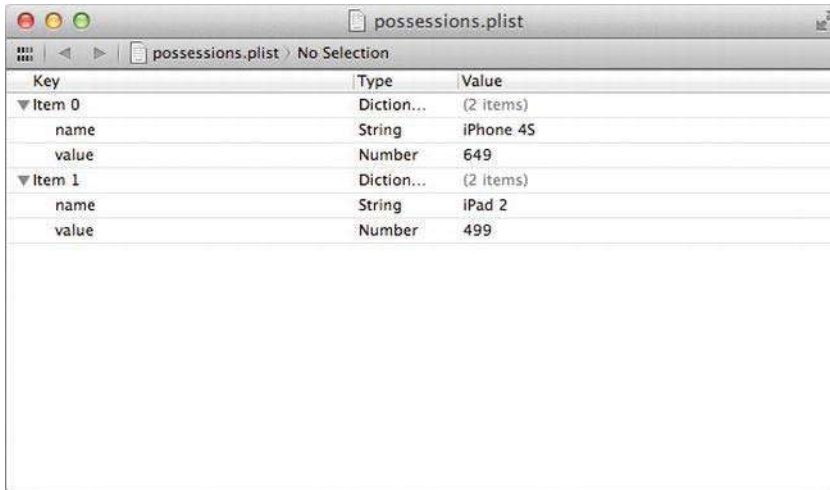 possessions.plist
possessions.plist › No Selection
Key Type Value
Item 0 Diction... (2 items)
name String iPhone 4S
value Number 649
Item 1 Diction... (2 items)
name String iPad 2
value Number 499